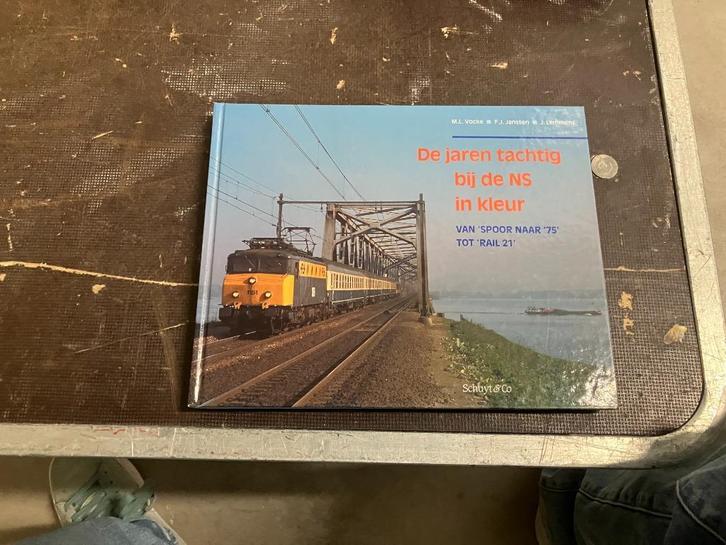 M.L. Vocke ■ F.J. Janssen ■ J. Lemmens
De jaren tachtig
bij de NS
in kleur
VAN 'SPOOR NAAR '75'
TOT 'RAIL 21'
Schuyt & Co